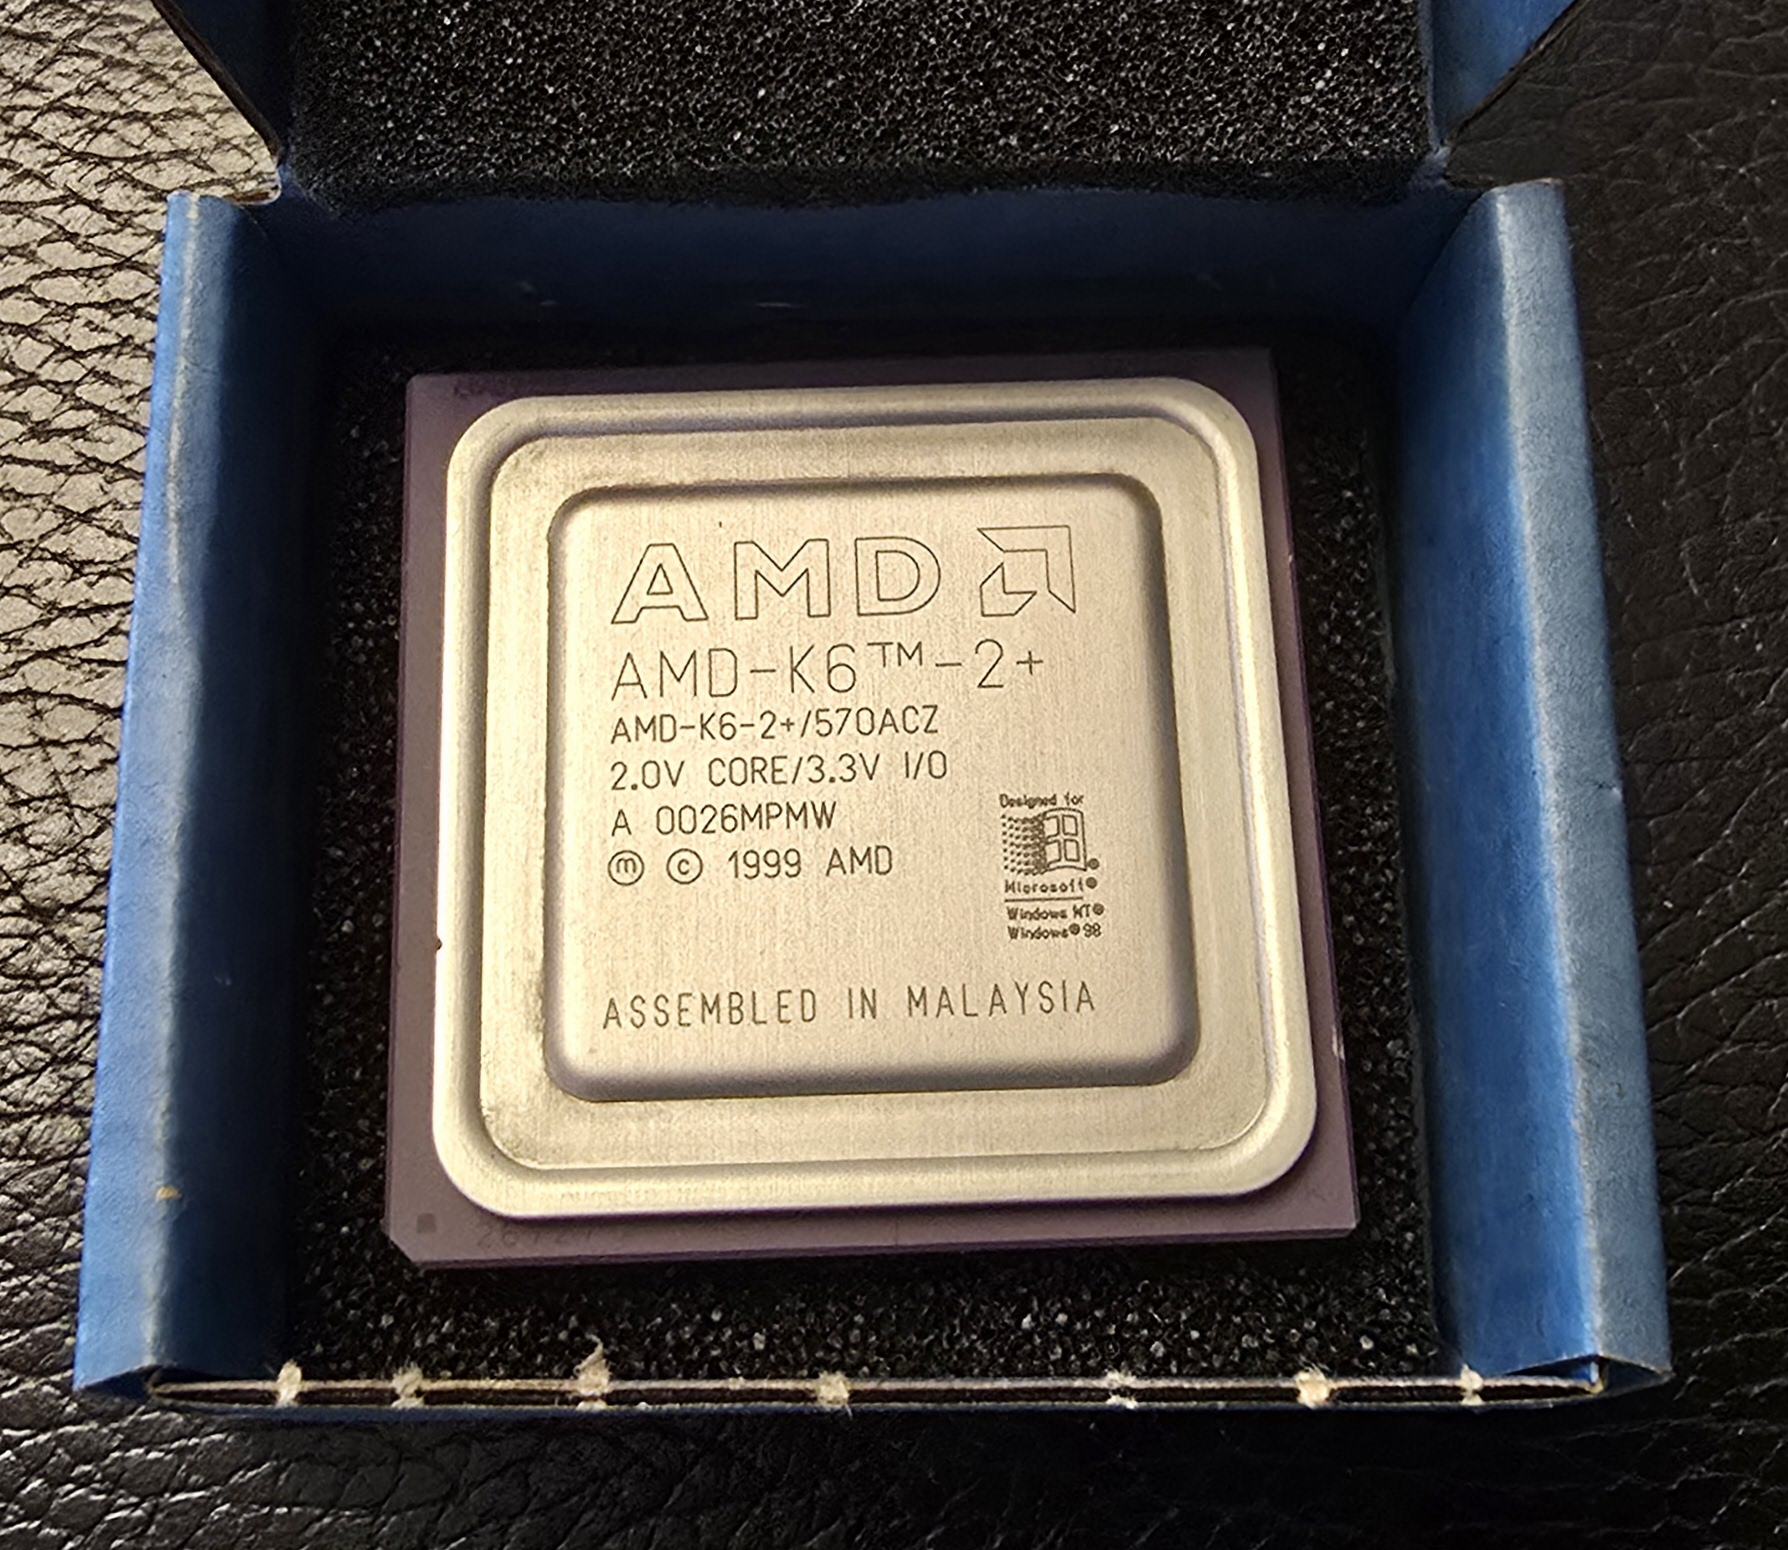 AMD
AMD-K6™-2+
AMD-K6-2+/570ACZ
2.0V CORE/3.3V I/O
A 0026MPMW
ⓜ © 1999 AMD
Designed for
Microsoft®
Windows NT®
Windows® 98
ASSEMBLED IN MALAYSIA